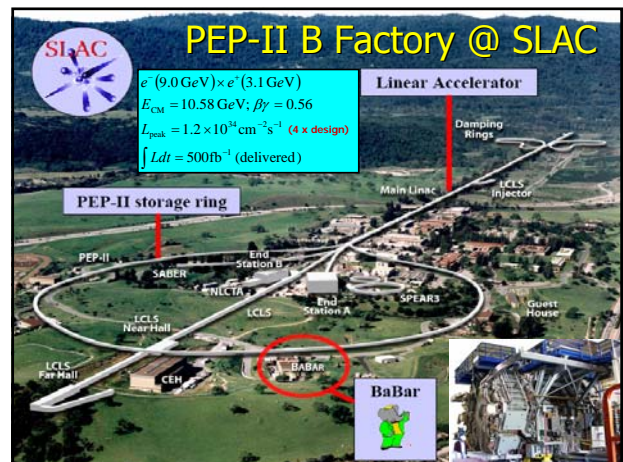 SLAC
PEP-II B Factory @ SLAC
e⁻(9.0 GeV)× e⁺(3.1 GeV)
E_CM = 10.58 GeV; βγ = 0.56
L_peak = 1.2×10³⁴ cm⁻² s⁻¹ (4 x design)
∫ Ldt = 500fb⁻¹ (delivered)
Linear Accelerator
Damping
Rings
Main Linac
LCLS
Injector
PEP-II storage ring
PEP-II
SABER
End
Station B
NLCTA
LCLS
End
Station A
SPEAR3
Guest
House
LCLS
Near Hall
LCLS
Far Hall
CEH
BABAR
BaBar